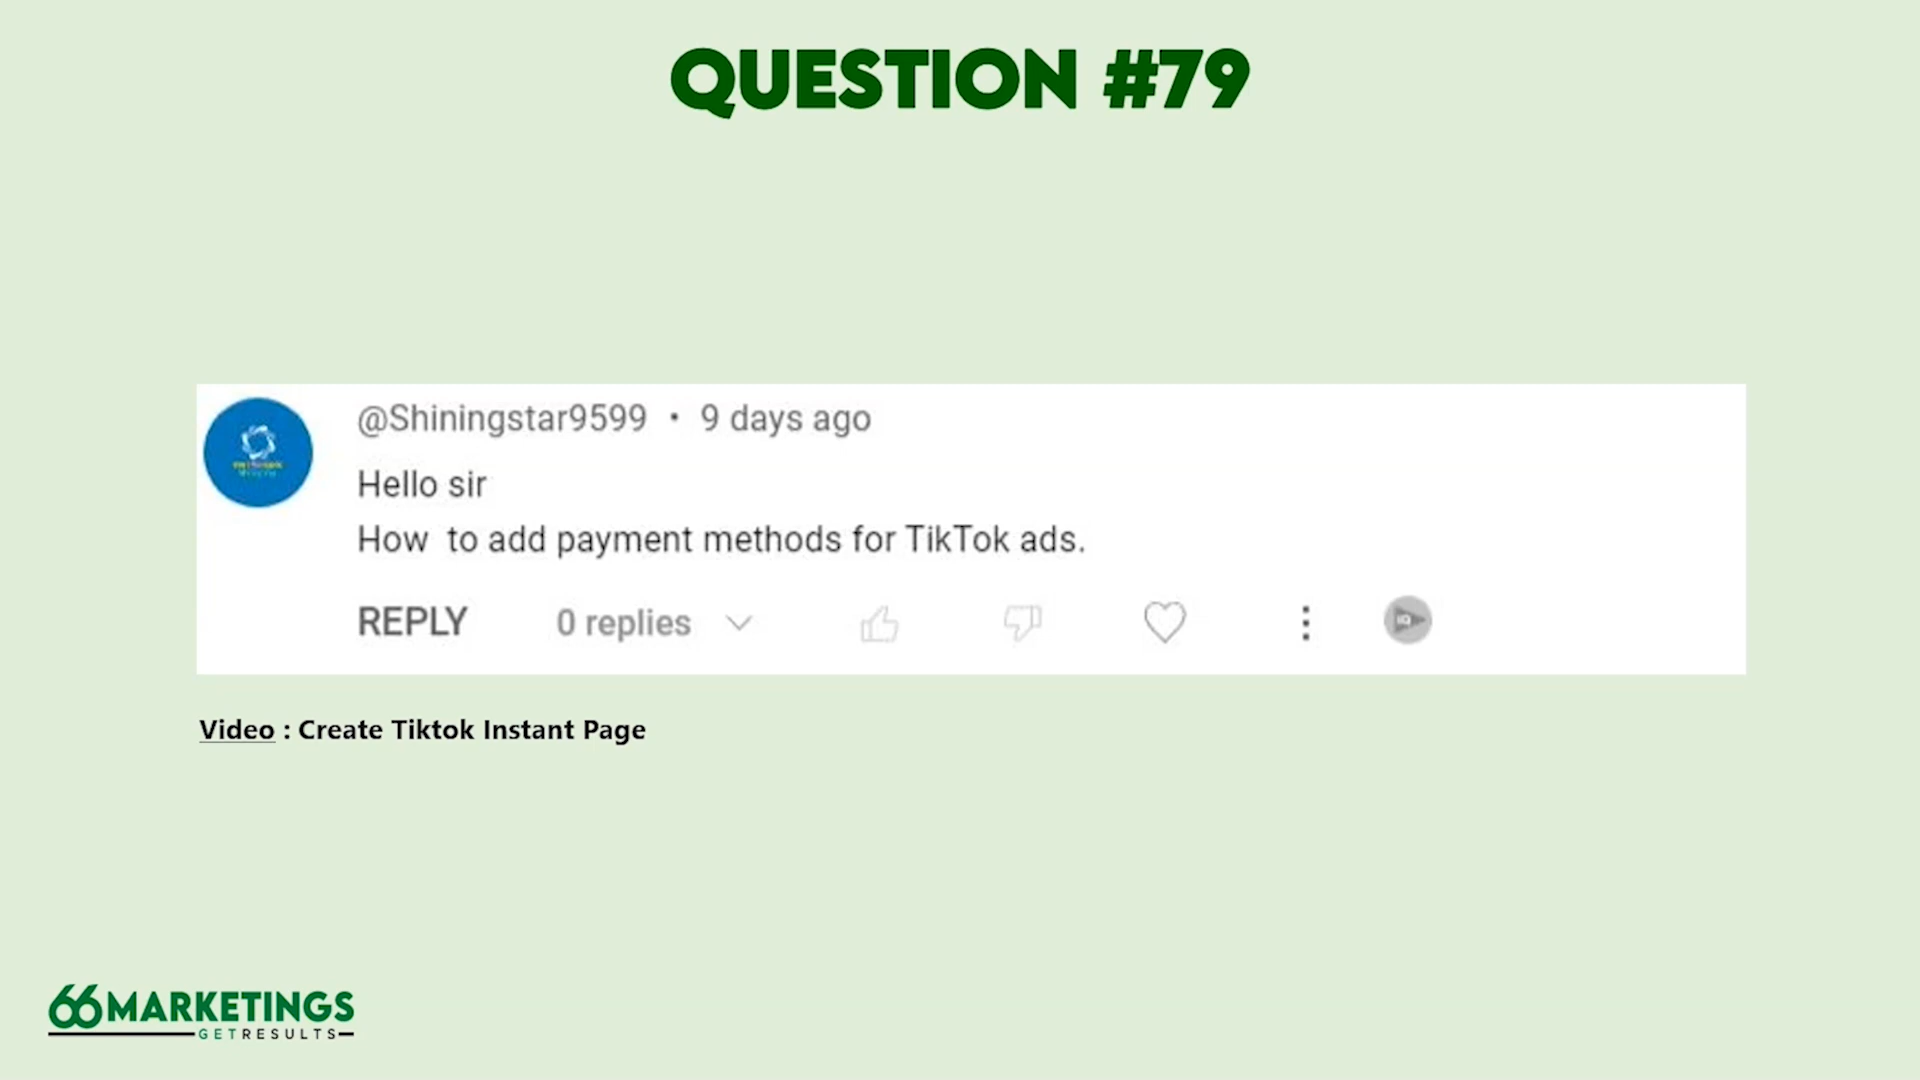 QUESTION #79
@Shiningstar9599 • 9 days ago
Hello sir
How to add payment methods for TikTok ads.
REPLY 0 replies
Video : Create Tiktok Instant Page
66MARKETINGS
GETRESULTS